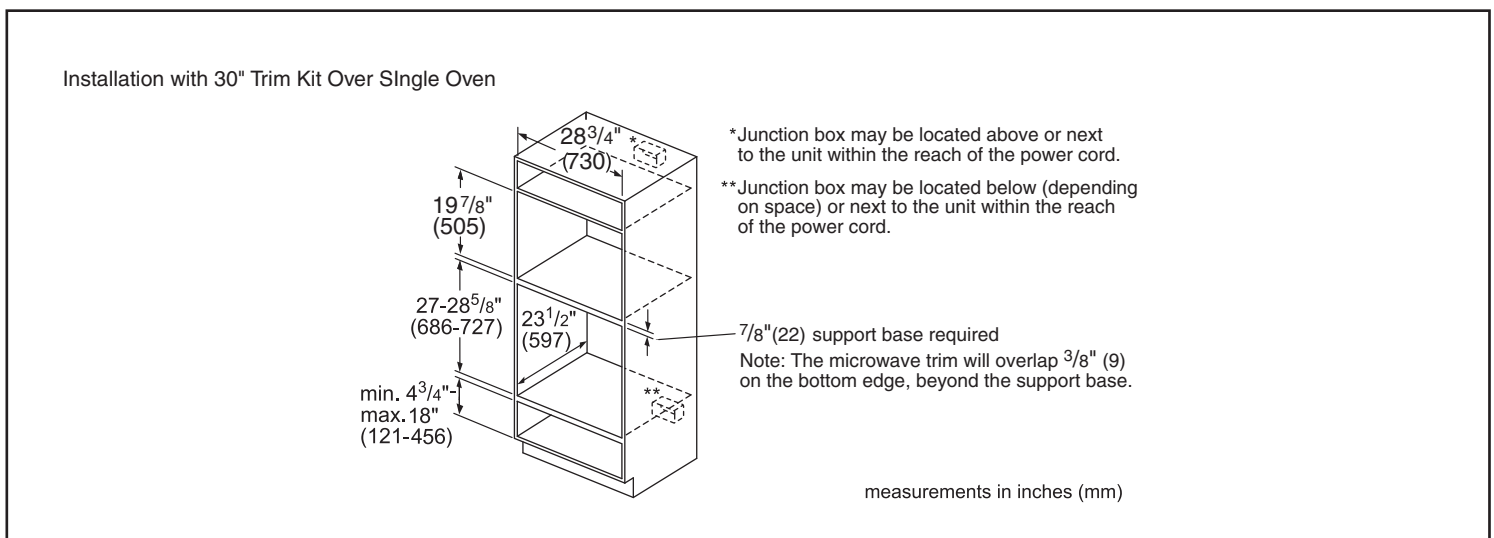 Installation with 30" Trim Kit Over SIngle Oven
28 3/4" *
(730)
*Junction box may be located above or next
to the unit within the reach of the power cord.
**Junction box may be located below (depending
on space) or next to the unit within the reach
of the power cord.
19 7/8"
(505)
27-28 5/8"
(686-727)
23 1/2"
(597)
7/8"(22) support base required
Note: The microwave trim will overlap 3/8" (9)
on the bottom edge, beyond the support base.
min. 4 3/4"-
max.18"
(121-456)
**
measurements in inches (mm)